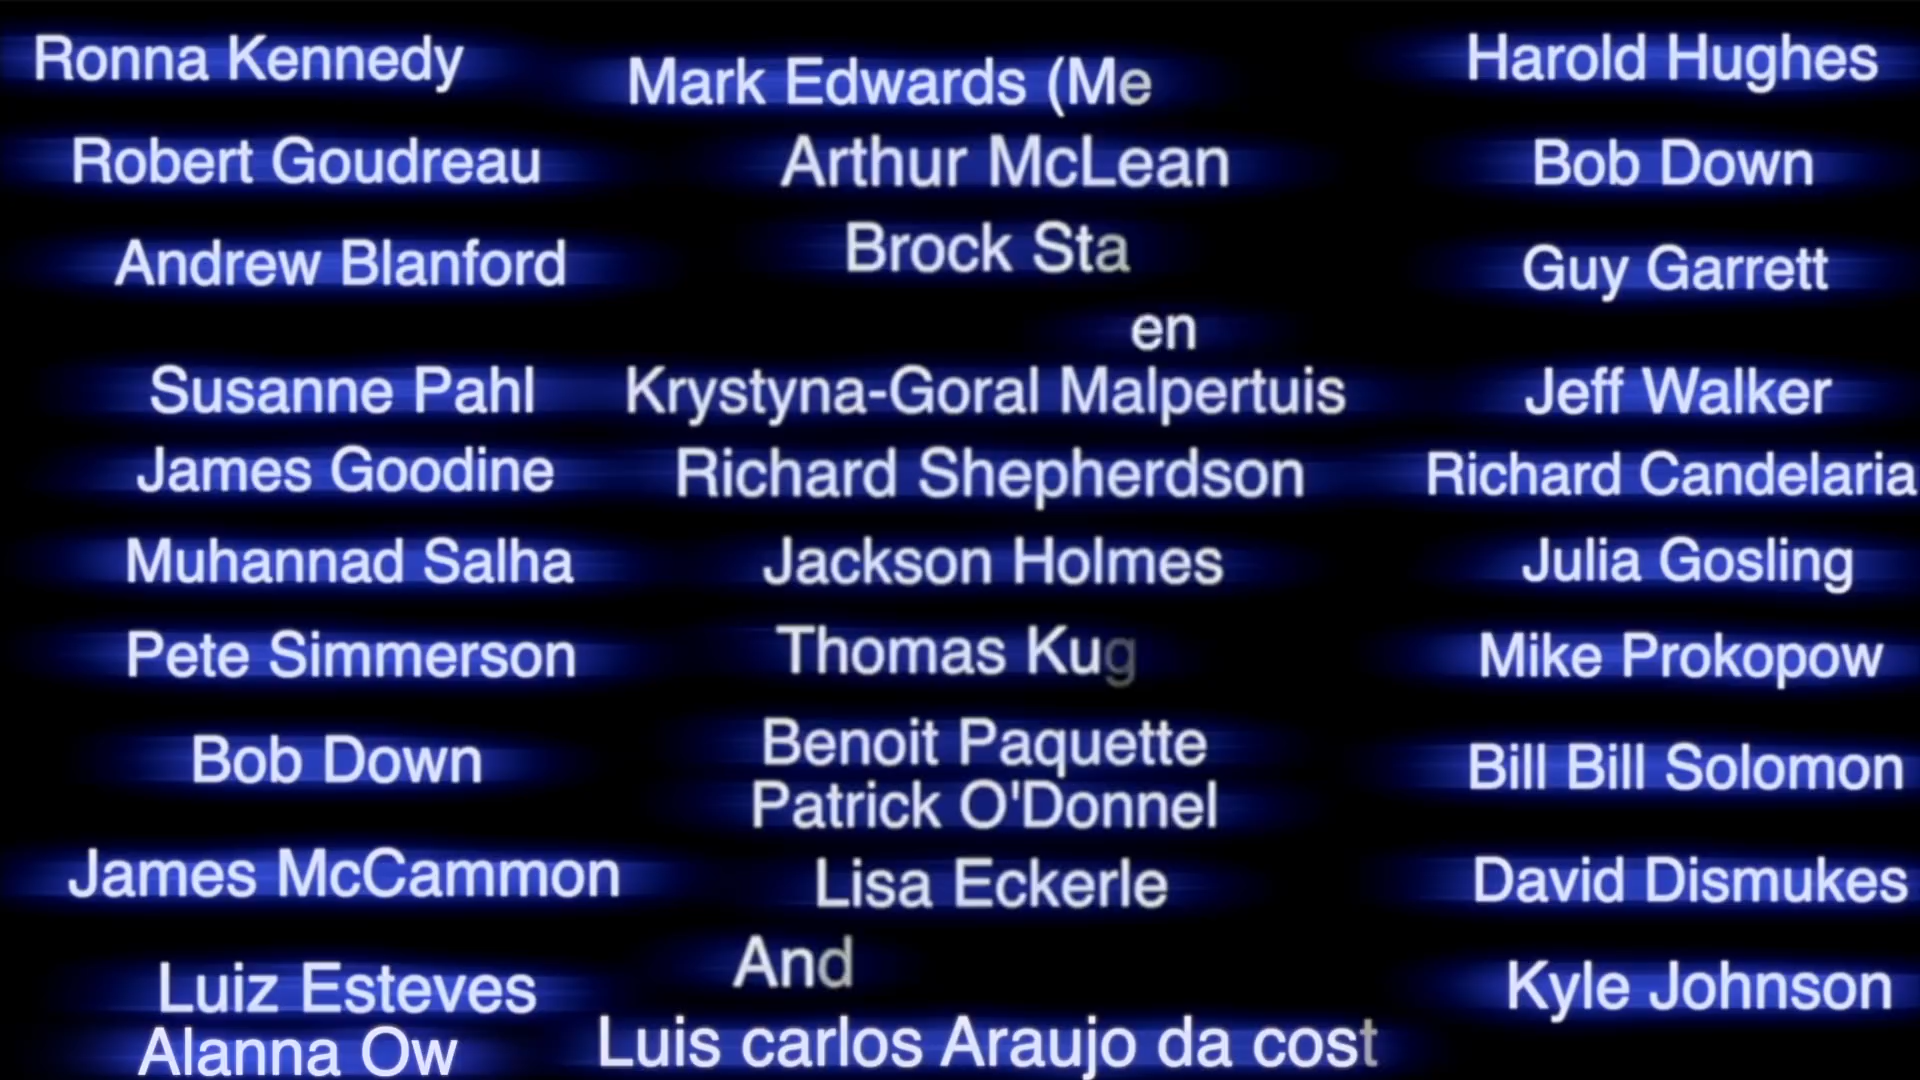 Ronna Kennedy
Robert Goudreau
Andrew Blanford
Susanne Pahl
James Goodine
Muhannad Salha
Pete Simmerson
Bob Down
James McCammon
Luiz Esteves
Alanna Ow
Mark Edwards (Me
Arthur McLean
Brock Sta
en
Krystyna-Goral Malpertuis
Richard Shepherdson
Jackson Holmes
Thomas Kug
Benoit Paquette
Patrick O'Donnel
Lisa Eckerle
And
Luis carlos Araujo da cost
Harold Hughes
Bob Down
Guy Garrett
Jeff Walker
Richard Candelaria
Julia Gosling
Mike Prokopow
Bill Bill Solomon
David Dismukes
Kyle Johnson